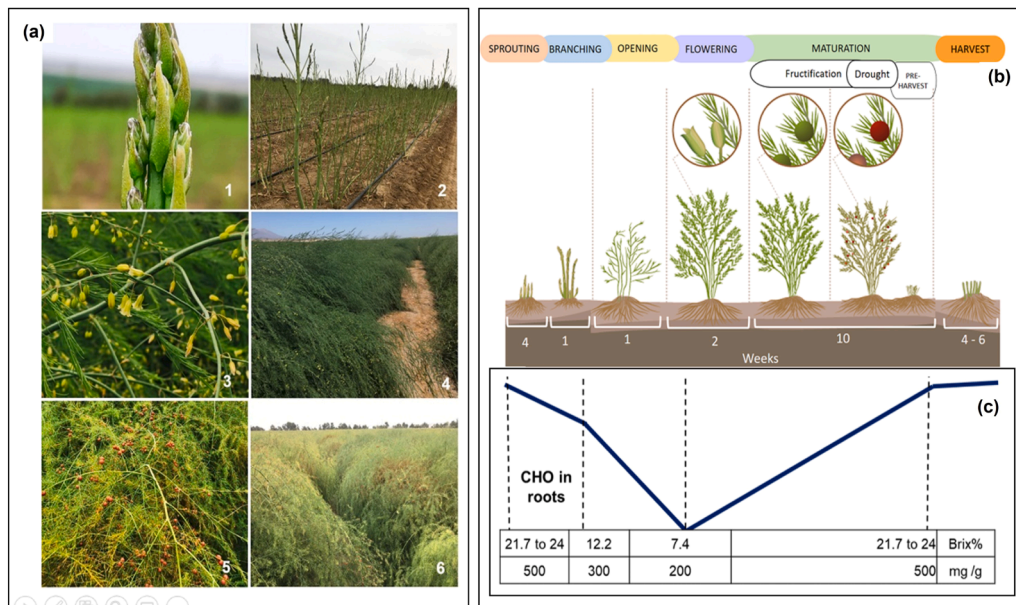 (a)
1
2
3
4
5
6
SPROUTING BRANCHING OPENING FLOWERING MATURATION HARVEST
(b)
Fructification Drought PRE-
HARVEST
4 1 1 2 10 4 - 6
Weeks
(c)
CHO in
roots
21.7 to 24 12.2 7.4 21.7 to 24 Brix%
500 300 200 500 mg /g